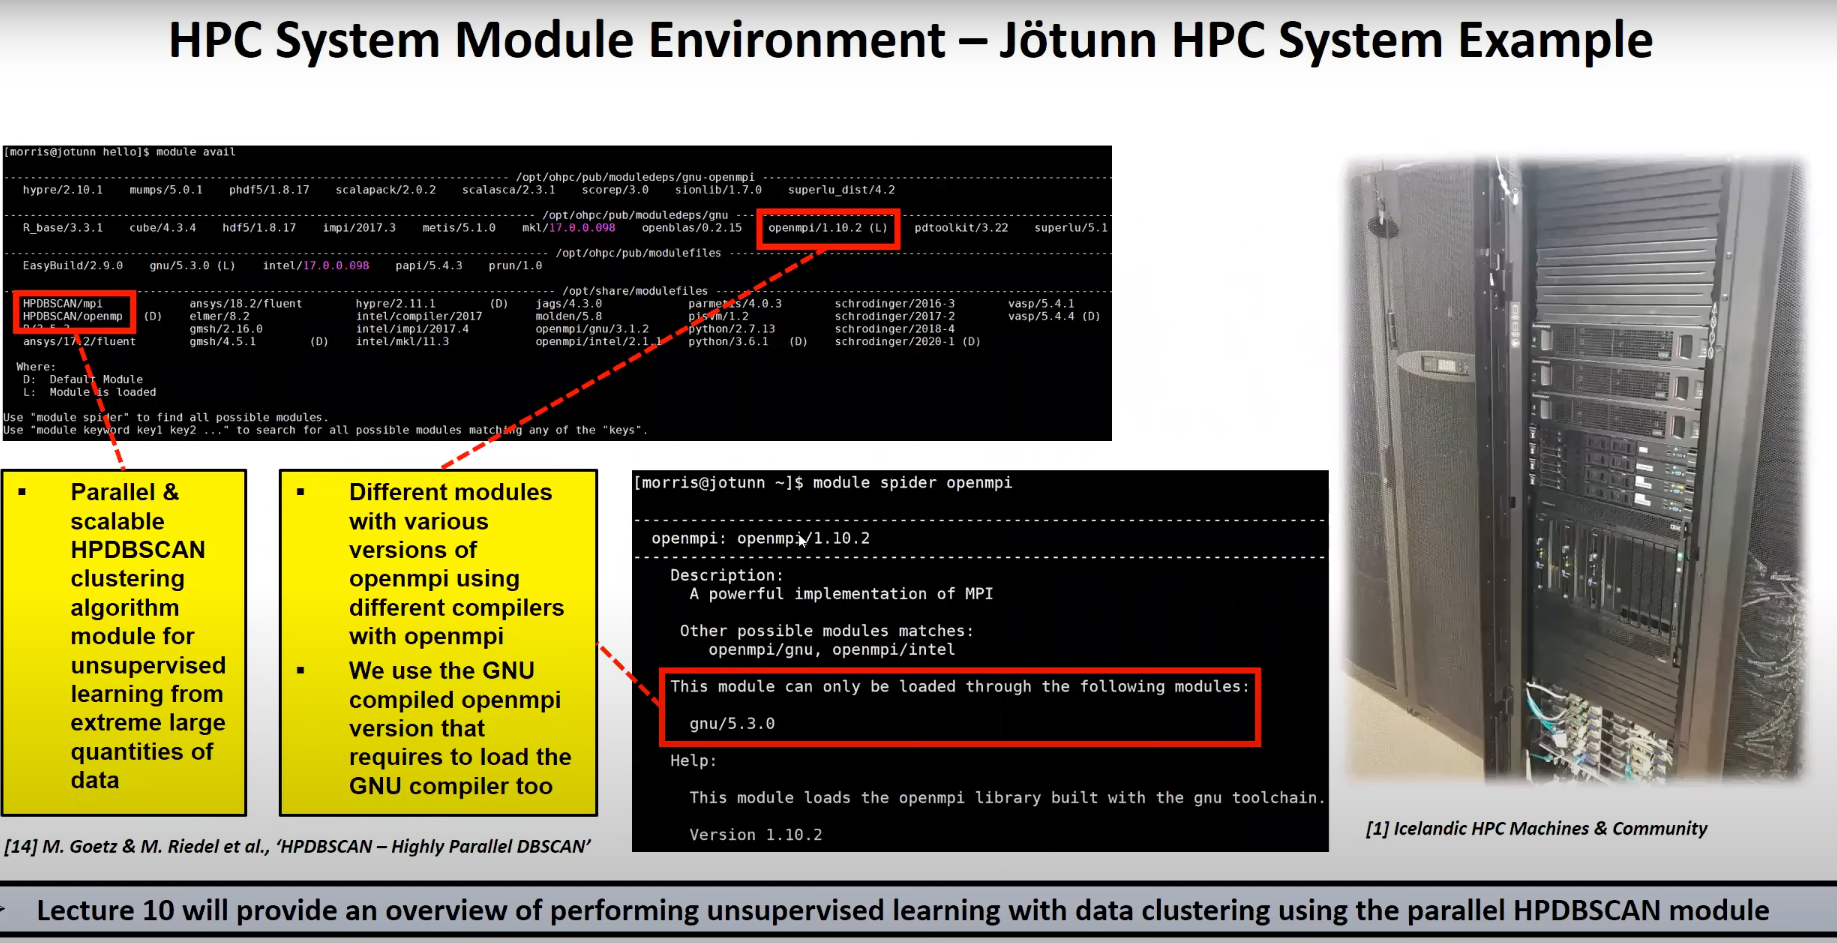 HPC System Module Environment – Jötunn HPC System Example
[morris@jotunn hello]$ module avail
/opt/ohpc/pub/moduledeps/gnu-openmpi
hypre/2.10.1 mumps/5.0.1 phdf5/1.8.17 scalapack/2.0.2 scalasca/2.3.1 scorep/3.0 sionlib/1.7.0 superlu_dist/4.2
/opt/ohpc/pub/moduledeps/gnu
R_base/3.3.1 cube/4.3.4 hdf5/1.8.17 impi/2017.3 metis/5.1.0 mkl/17.0.0.098 openblas/0.2.15 openmpi/1.10.2 (L) pdtoolkit/3.22 superlu/5.1
/opt/ohpc/pub/modulefiles
EasyBuild/2.9.0 gnu/5.3.0 (L) intel/17.0.0.098 papi/5.4.3 prun/1.0
/opt/share/modulefiles
HPDBSCAN/mpi ansys/18.2/fluent hypre/2.11.1 (D) jags/4.3.0 parmetis/4.0.3 schrodinger/2016-3 vasp/5.4.1
HPDBSCAN/openmp (D) elmer/8.2 intel/compiler/2017 molden/5.8 pisvm/1.2 schrodinger/2017-2 vasp/5.4.4 (D)
gmsh/2.16.0 intel/impi/2017.4 openmpi/gnu/3.1.2 python/2.7.13 schrodinger/2018-4
ansys/17.2/fluent gmsh/4.5.1 (D) intel/mkl/11.3 openmpi/intel/2.1.1 python/3.6.1 (D) schrodinger/2020-1 (D)
Where:
D: Default Module
L: Module is loaded
Use "module spider" to find all possible modules.
Use "module keyword key1 key2 ..." to search for all possible modules matching any of the "keys".
▪ Parallel &
scalable
HPDBSCAN
clustering
algorithm
module for
unsupervised
learning from
extreme large
quantities of
data
▪ Different modules
with various
versions of
openmpi using
different compilers
with openmpi
▪ We use the GNU
compiled openmpi
version that
requires to load the
GNU compiler too
[morris@jotunn ~]$ module spider openmpi
openmpi: openmpi/1.10.2
Description:
A powerful implementation of MPI
Other possible modules matches:
openmpi/gnu, openmpi/intel
This module can only be loaded through the following modules:
gnu/5.3.0
Help:
This module loads the openmpi library built with the gnu toolchain.
Version 1.10.2
[14] M. Goetz & M. Riedel et al., ‘HPDBSCAN – Highly Parallel DBSCAN’
[1] Icelandic HPC Machines & Community
Lecture 10 will provide an overview of performing unsupervised learning with data clustering using the parallel HPDBSCAN module